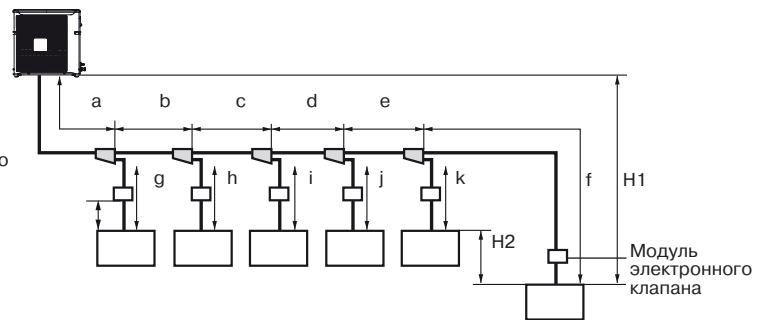 a b c d e
о
g h i j k f H1
H2
Модуль
электронного
клапана